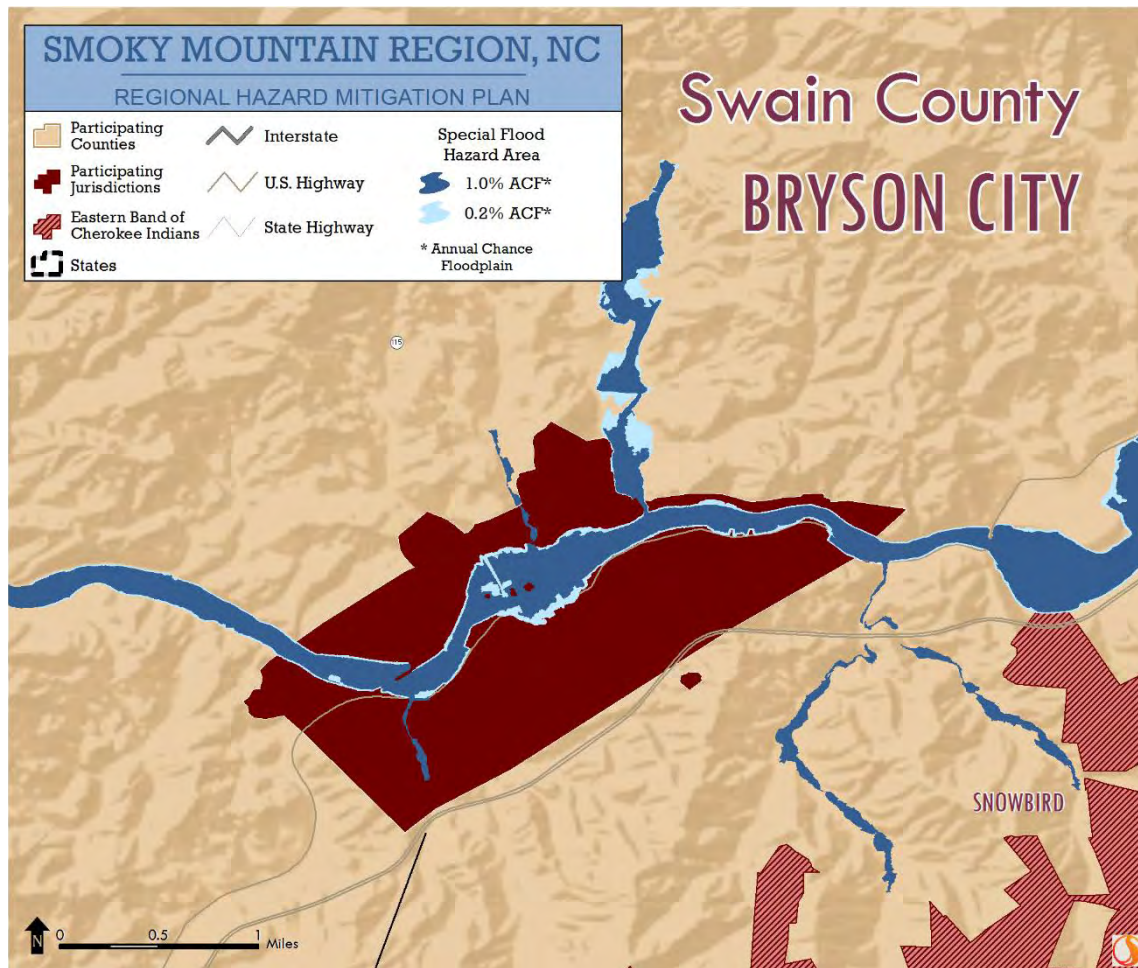 SMOKY MOUNTAIN REGION, NC
REGIONAL HAZARD MITIGATION PLAN
Participating
Counties
Participating
Jurisdictions
Eastern Band of
Cherokee Indians
States
Interstate
U.S. Highway
State Highway
Special Flood
Hazard Area
1.0% ACF*
0.2% ACF*
* Annual Chance
Floodplain
Swain County
BRYSON CITY
115
SNOWBIRD
N
0 0.5 1
Miles